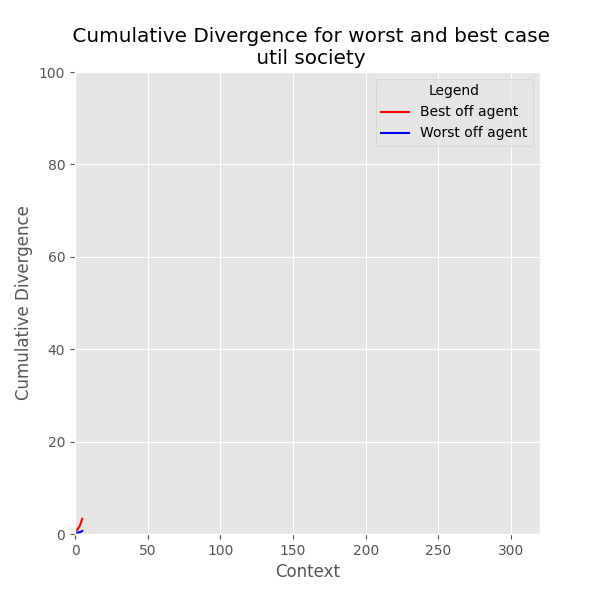 Cumulative Divergence for worst and best case
util society
Legend
Best off agent
Worst off agent
Cumulative Divergence
100
80
60
40
20
0
0 50 100 150 200 250 300
Context